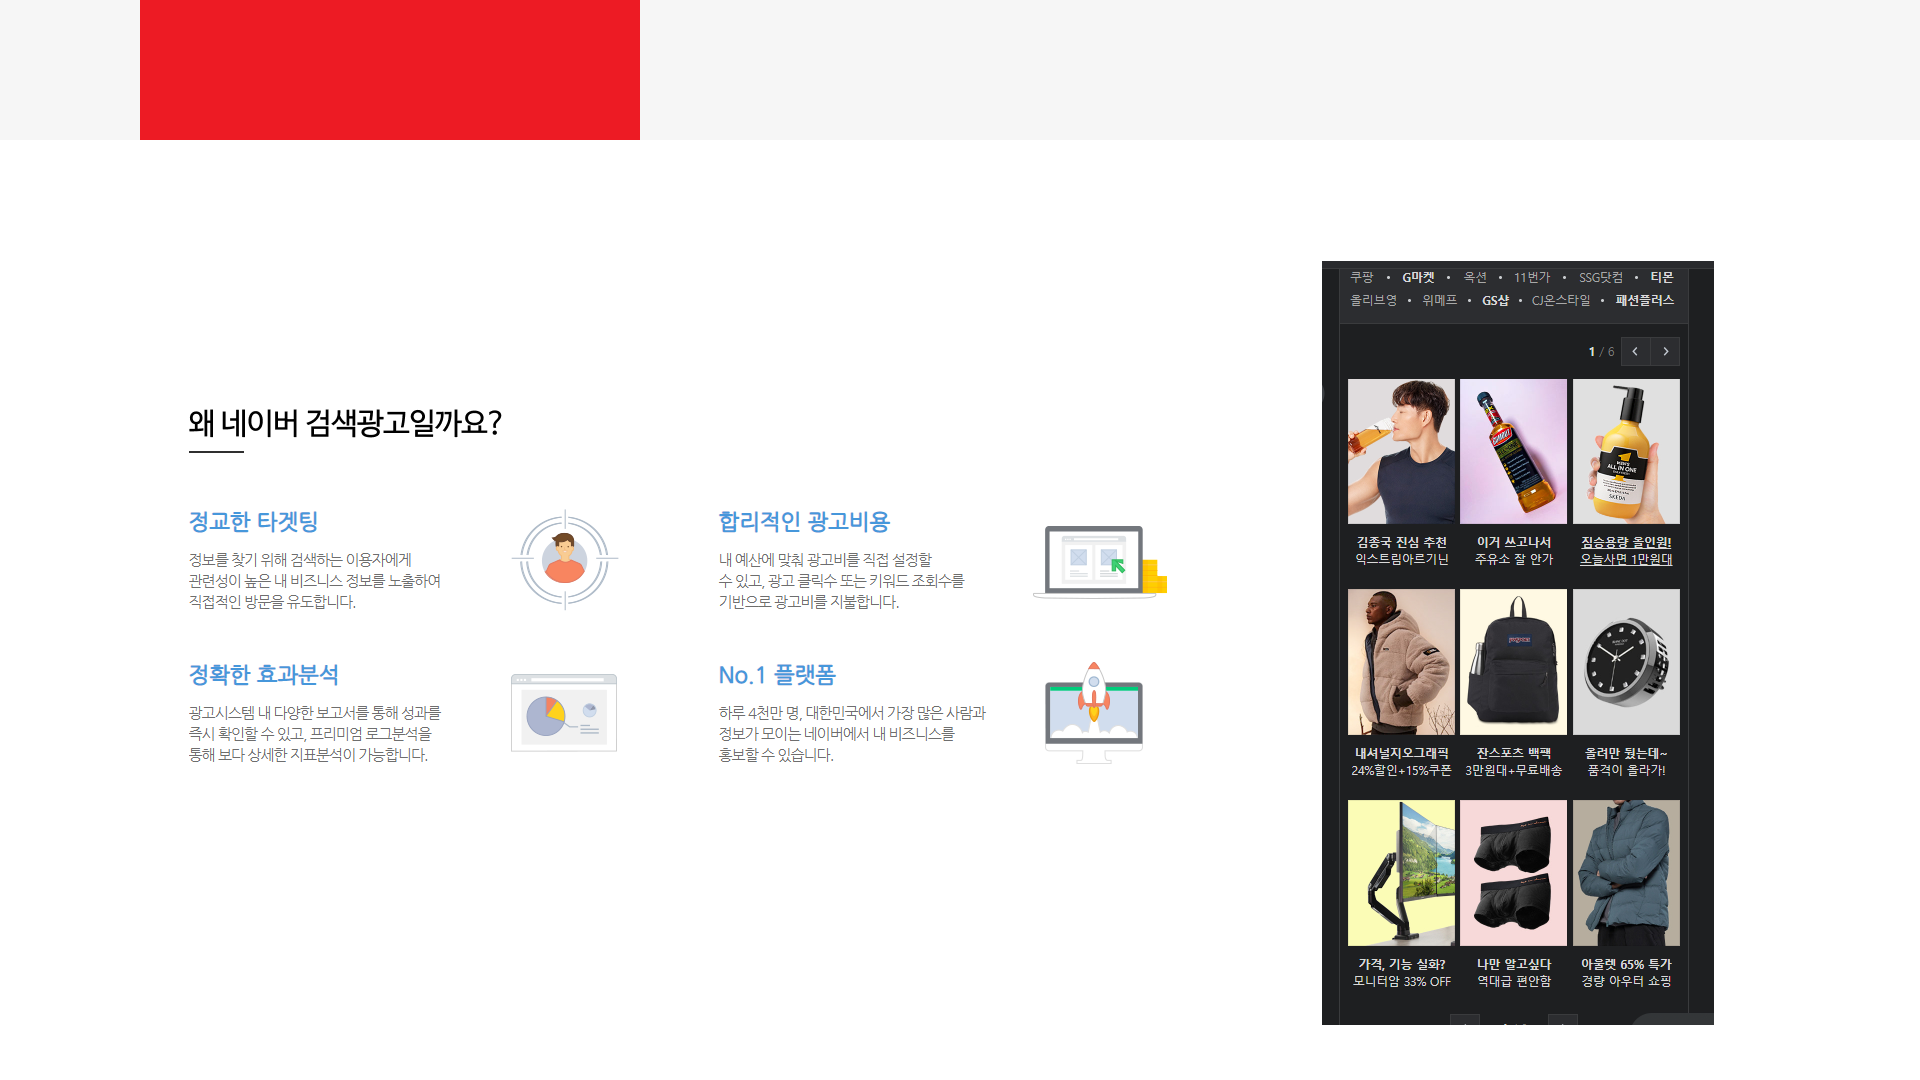 왜 네이버 검색광고일까요?
정교한 타겟팅
정보를 찾기 위해 검색하는 이용자에게
관련성이 높은 내 비즈니스 정보를 노출하여
직접적인 방문을 유도합니다.
합리적인 광고비용
내 예산에 맞춰 광고비를 직접 설정할
수 있고, 광고 클릭수 또는 키워드 조회수를
기반으로 광고비를 지불합니다.
정확한 효과분석
광고시스템 내 다양한 보고서를 통해 성과를
즉시 확인할 수 있고, 프리미엄 로그분석을
통해 보다 상세한 지표분석이 가능합니다.
No.1 플랫폼
하루 4천만 명, 대한민국에서 가장 많은 사람과
정보가 모이는 네이버에서 내 비즈니스를
홍보할 수 있습니다.
쿠팡 • G마켓 • 옥션 • 11번가 • SSG닷컴 • 티몬
올리브영 • 위메프 • GS샵 • CJ온스타일 • 패션플러스
1 / 6
ALL IN ONE
김종국 진심 추천
익스트림아르기닌
이거 쓰고나서
주유소 잘 안가
짐승용량 올인원!
오늘사면 1만원대
내셔널지오그래픽
24%할인+15%쿠폰
잔스포츠 백팩
3만원대+무료배송
올려만 뒀는데~
품격이 올라가!
가격, 기능 실화?
모니터암 33% OFF
나만 알고싶다
역대급 편안함
아울렛 65% 특가
경량 아우터 쇼핑